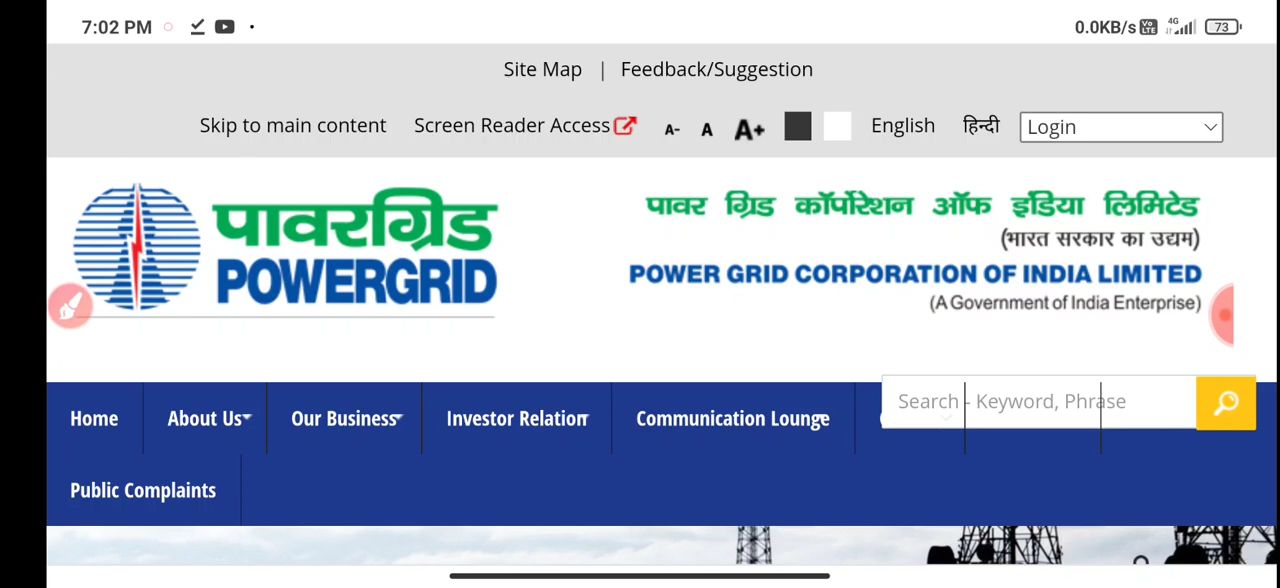 7:02 PM 0.0KB/s Vo LTE 4G 73
Site Map | Feedback/Suggestion
Skip to main content Screen Reader Access A- A A+ English हिन्दी Login
पावरग्रिड
POWERGRID
पावर ग्रिड कॉर्पोरेशन ऑफ इंडिया लिमिटेड
(भारत सरकार का उद्यम)
POWER GRID CORPORATION OF INDIA LIMITED
(A Government of India Enterprise)
Home About Us Our Business Investor Relation Communication Lounge Search - Keyword, Phrase
Public Complaints